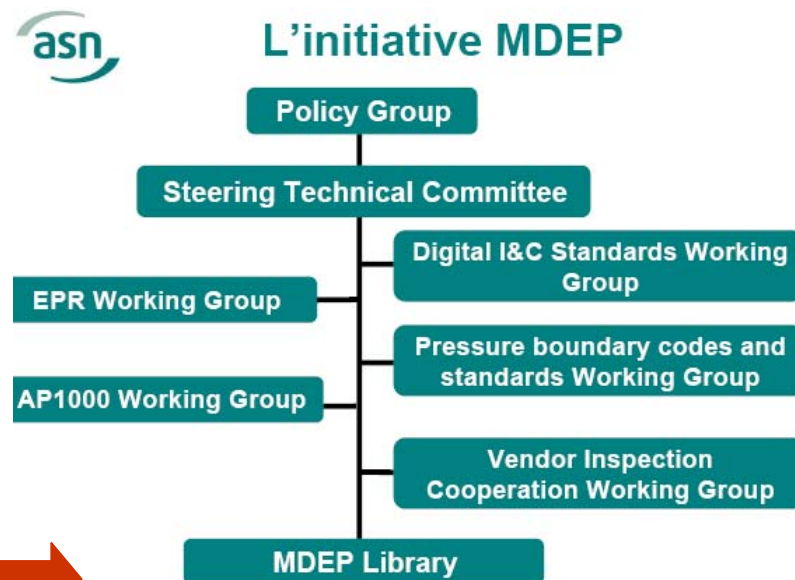 asn
L'initiative MDEP
Policy Group
Steering Technical Committee
Digital I&C Standards Working
Group
EPR Working Group
Pressure boundary codes and
standards Working Group
AP1000 Working Group
Vendor Inspection
Cooperation Working Group
MDEP Library